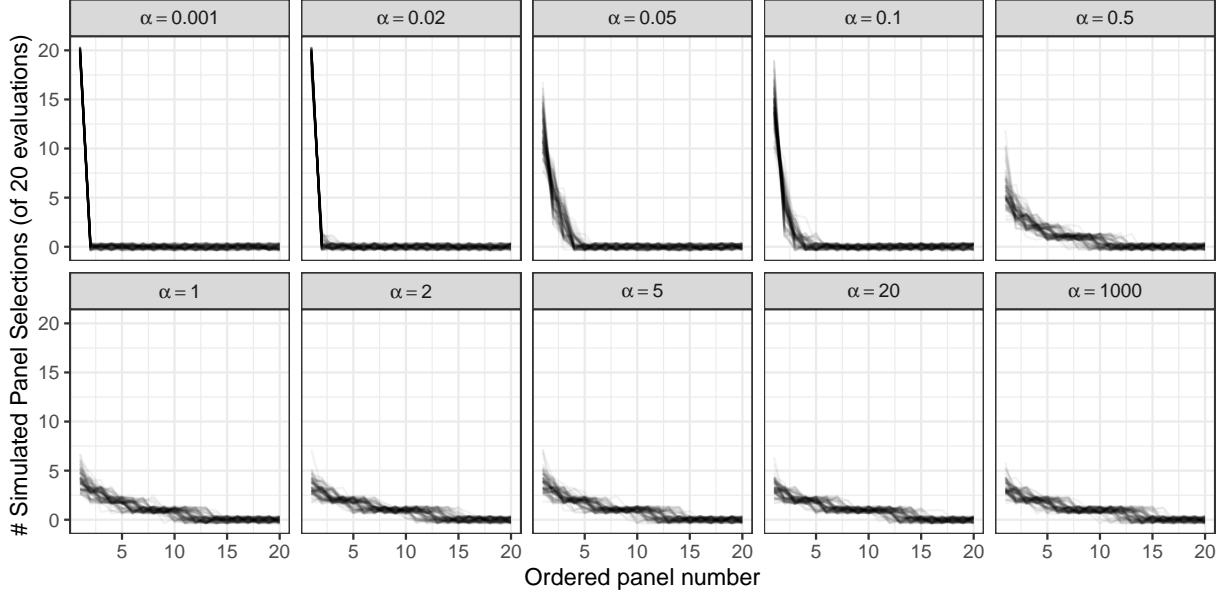 # Simulated Panel Selections (of 20 evaluations)
α = 0.001
α = 0.02
α = 0.05
α = 0.1
α = 0.5
20
15
10
5
0
α = 1
α = 2
α = 5
α = 20
α = 1000
20
15
10
5
0
5 10 15 20
5 10 15 20
5 10 15 20
5 10 15 20
5 10 15 20
Ordered panel number